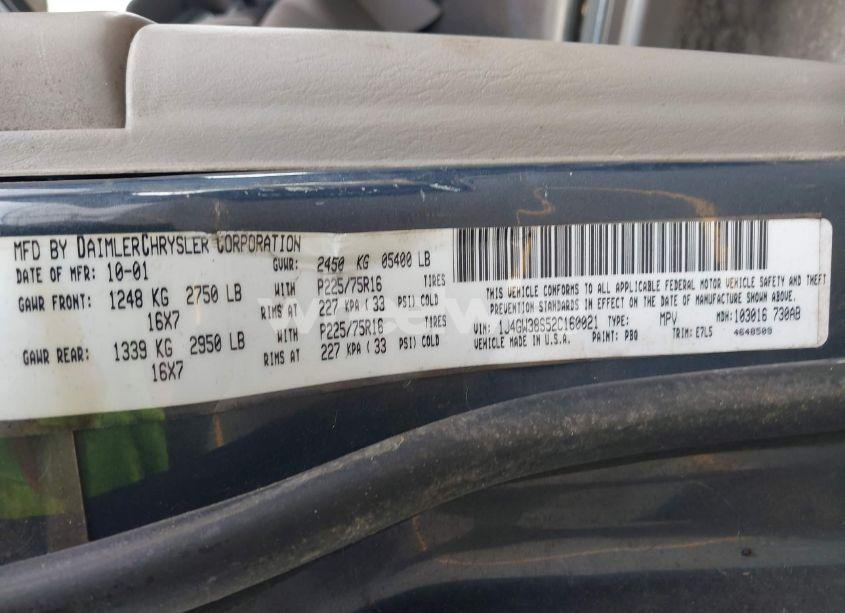 MFD BY DAIMLERCHRYSLER CORPORATION
DATE OF MFR: 10-01 GVWR: 2450 KG 05400 LB
GAWR FRONT: 1248 KG 2750 LB WITH P225/75R16 TIRES
16X7 RIMS AT 227 KPA ( 33 PSI) COLD
GAWR REAR: 1339 KG 2950 LB WITH P225/75R16 TIRES
16X7 RIMS AT 227 KPA ( 33 PSI) COLD
THIS VEHICLE CONFORMS TO ALL APPLICABLE FEDERAL MOTOR VEHICLE SAFETY AND THEFT
PREVENTION STANDARDS IN EFFECT ON THE DATE OF MANUFACTURE SHOWN ABOVE
VIN: 1J4GW38S52C160021 TYPE: MPV MDH: 103016 730AB
VEHICLE MADE IN U.S.A. PAINT: PBQ TRIM: E7L5 4648509